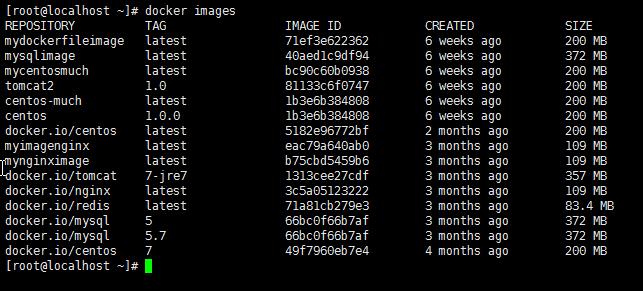 [root@localhost ~]# docker images
REPOSITORY TAG IMAGE ID CREATED SIZE
mydockerfileimage latest 71ef3e622362 6 weeks ago 200 MB
mysqlimage latest 40aed1c9df94 6 weeks ago 372 MB
mycentosmuch latest bc90c60b0938 6 weeks ago 200 MB
tomcat2 1.0 81133c6f0747 6 weeks ago 200 MB
centos-much latest 1b3e6b384808 6 weeks ago 200 MB
centos 1.0.0 1b3e6b384808 6 weeks ago 200 MB
docker.io/centos latest 5182e96772bf 2 months ago 200 MB
myimagenginx latest eac79a640ab0 3 months ago 109 MB
mynginximage latest b75cbd5459b6 3 months ago 109 MB
docker.io/tomcat 7-jre7 1313cee27cdf 3 months ago 357 MB
docker.io/nginx latest 3c5a05123222 3 months ago 109 MB
docker.io/redis latest 71a81cb279e3 3 months ago 83.4 MB
docker.io/mysql 5 66bc0f66b7af 3 months ago 372 MB
docker.io/mysql 5.7 66bc0f66b7af 3 months ago 372 MB
docker.io/centos 7 49f7960eb7e4 4 months ago 200 MB
[root@localhost ~]#